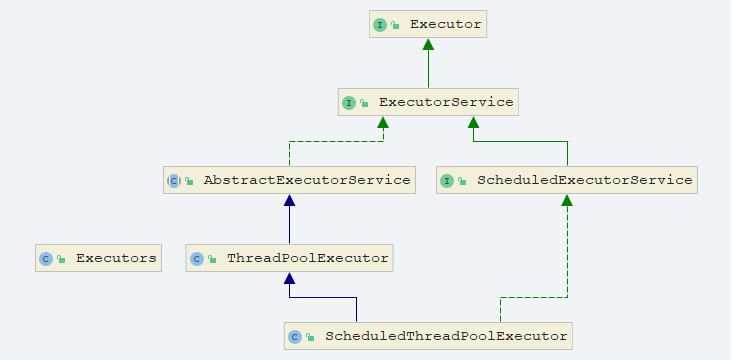 I Executor
I ExecutorService
C AbstractExecutorService
I ScheduledExecutorService
C Executors
C ThreadPoolExecutor
C ScheduledThreadPoolExecutor